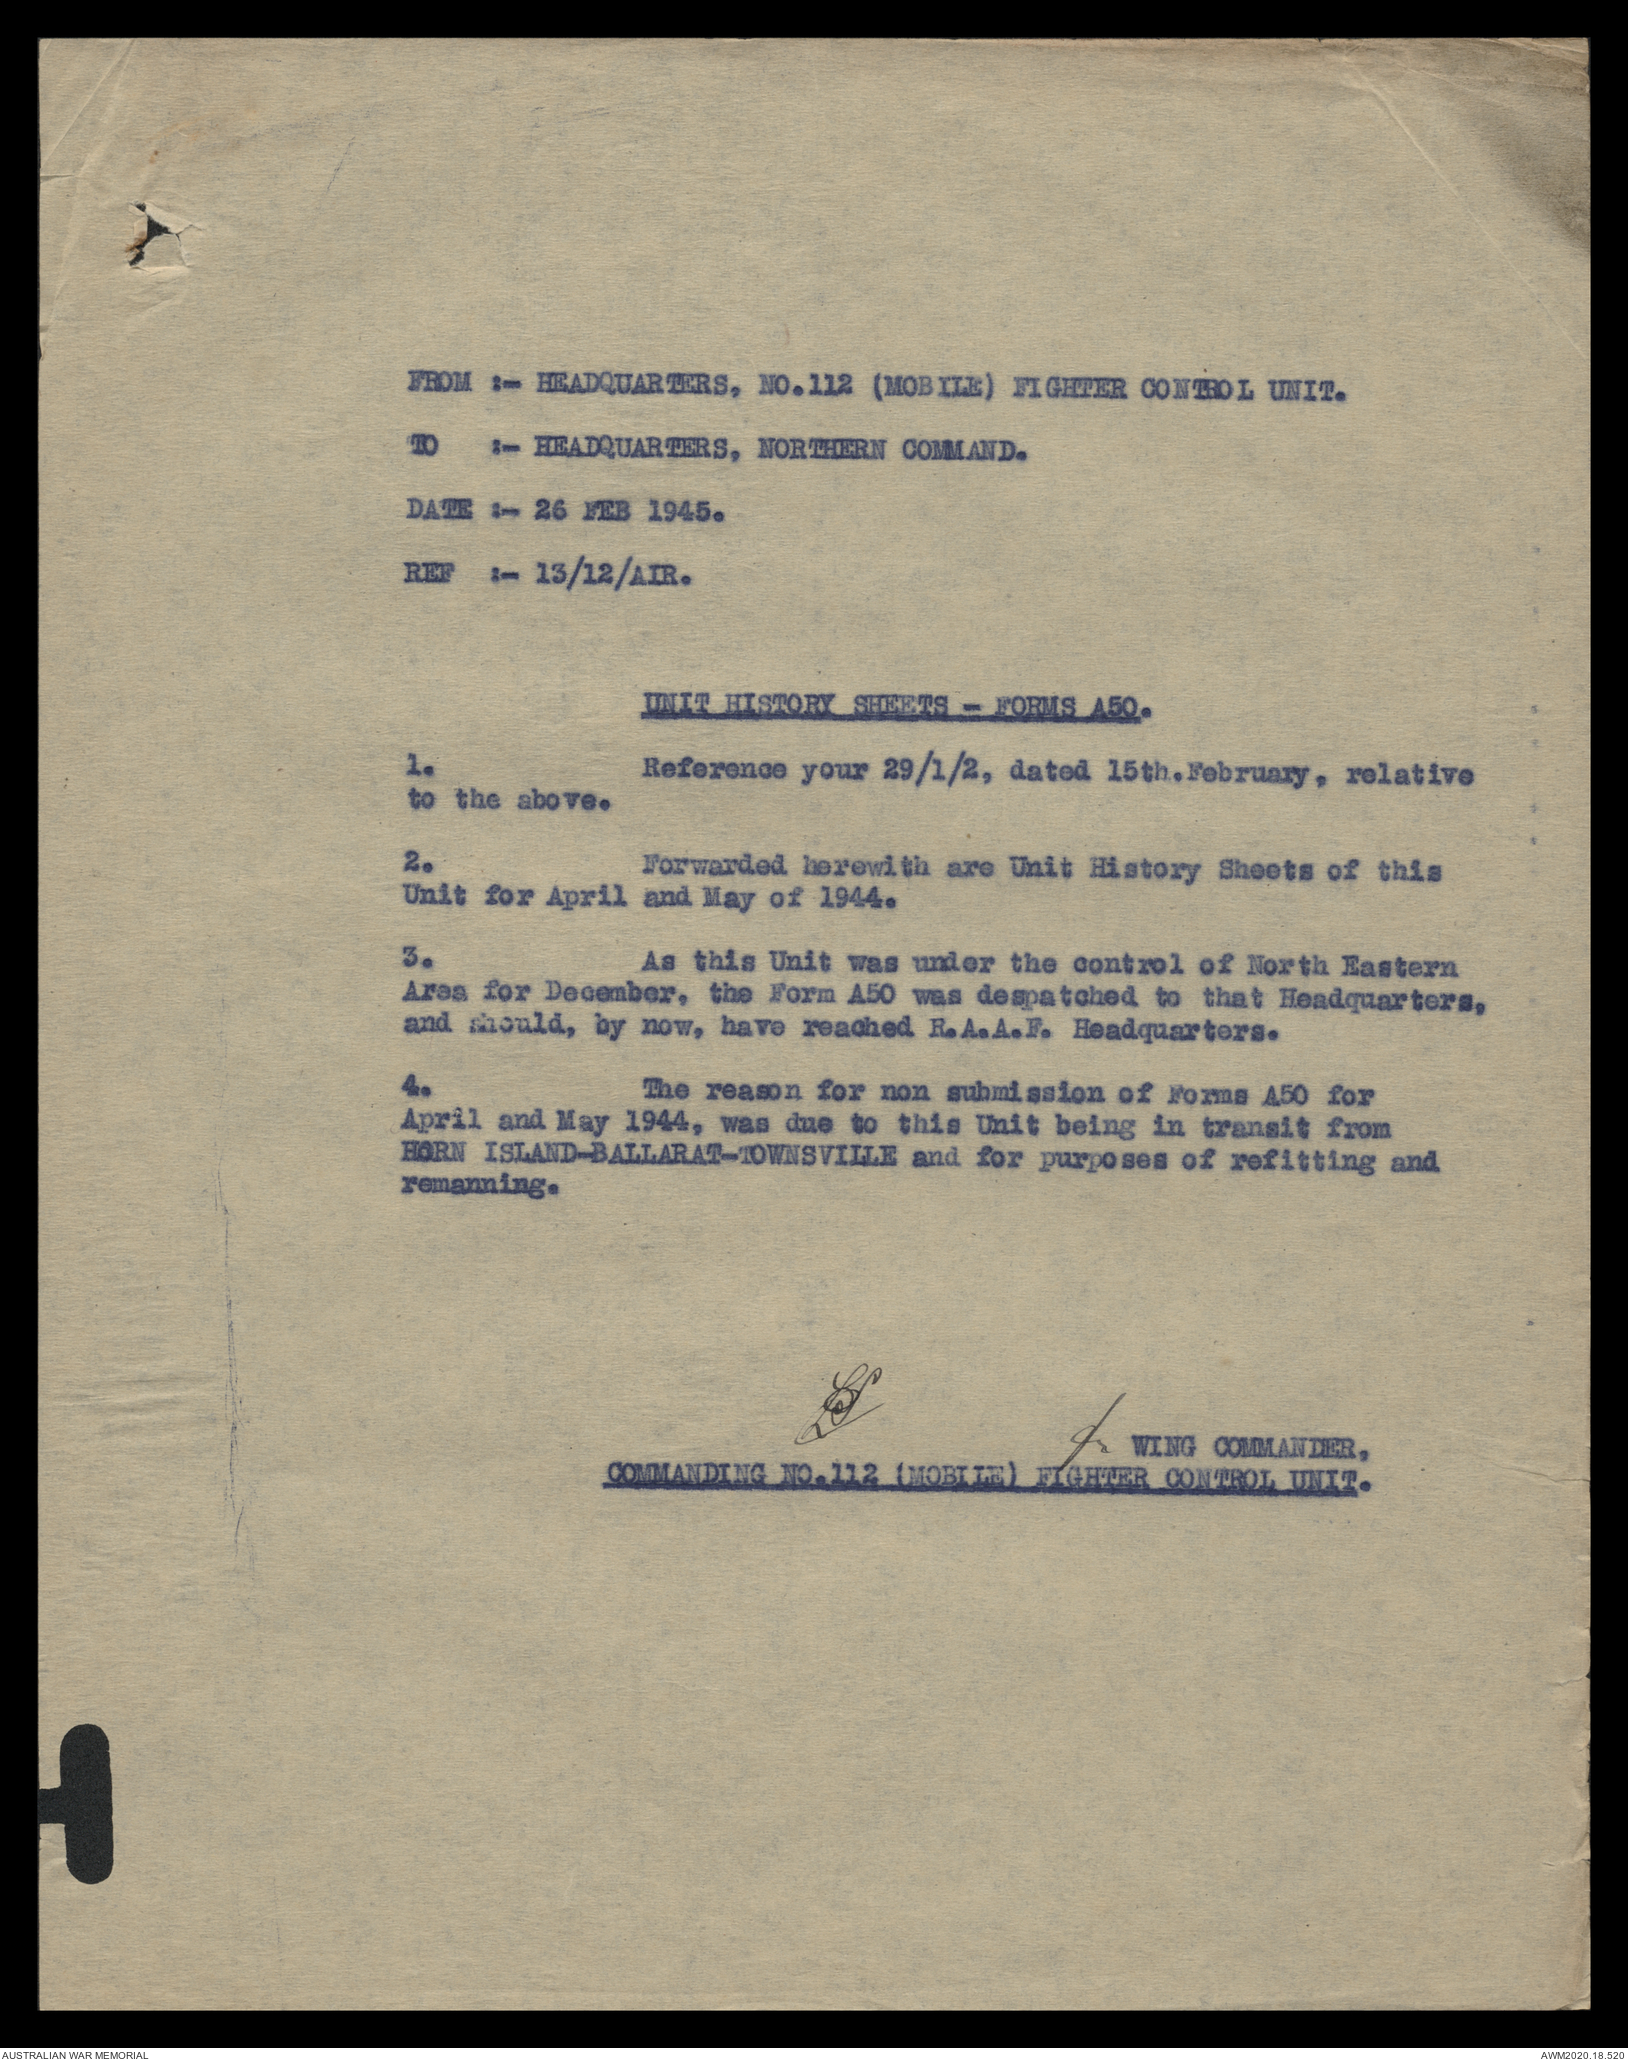 FROM :- HEADQUARTERS, NO.112 (MOBILE) FIGHTER CONTROL UNIT.
TO :- HEADQUARTERS, NORTHERN COMMAND.
DATE :- 26 FEB 1945.
REF :- 13/12/AIR.
UNIT HISTORY SHEETS - FORMS A50.
1. Reference your 29/1/2, dated 15th.February, relative
to the above.
2. Forwarded herewith are Unit History Sheets of this
Unit for April and May of 1944.
3. As this Unit was under the control of North Eastern
Area for December, the Form A50 was despatched to that Headquarters,
and should, by now, have reached R.A.A.F. Headquarters.
4. The reason for non submission of Forms A50 for
April and May 1944, was due to this Unit being in transit from
HORN ISLAND-BALLARAT-TOWNSVILLE and for purposes of refitting and
remanning.
WING COMMANDER,
COMMANDING NO.112 (MOBILE) FIGHTER CONTROL UNIT.
AUSTRALIAN WAR MEMORIAL
AWM2020.18.520